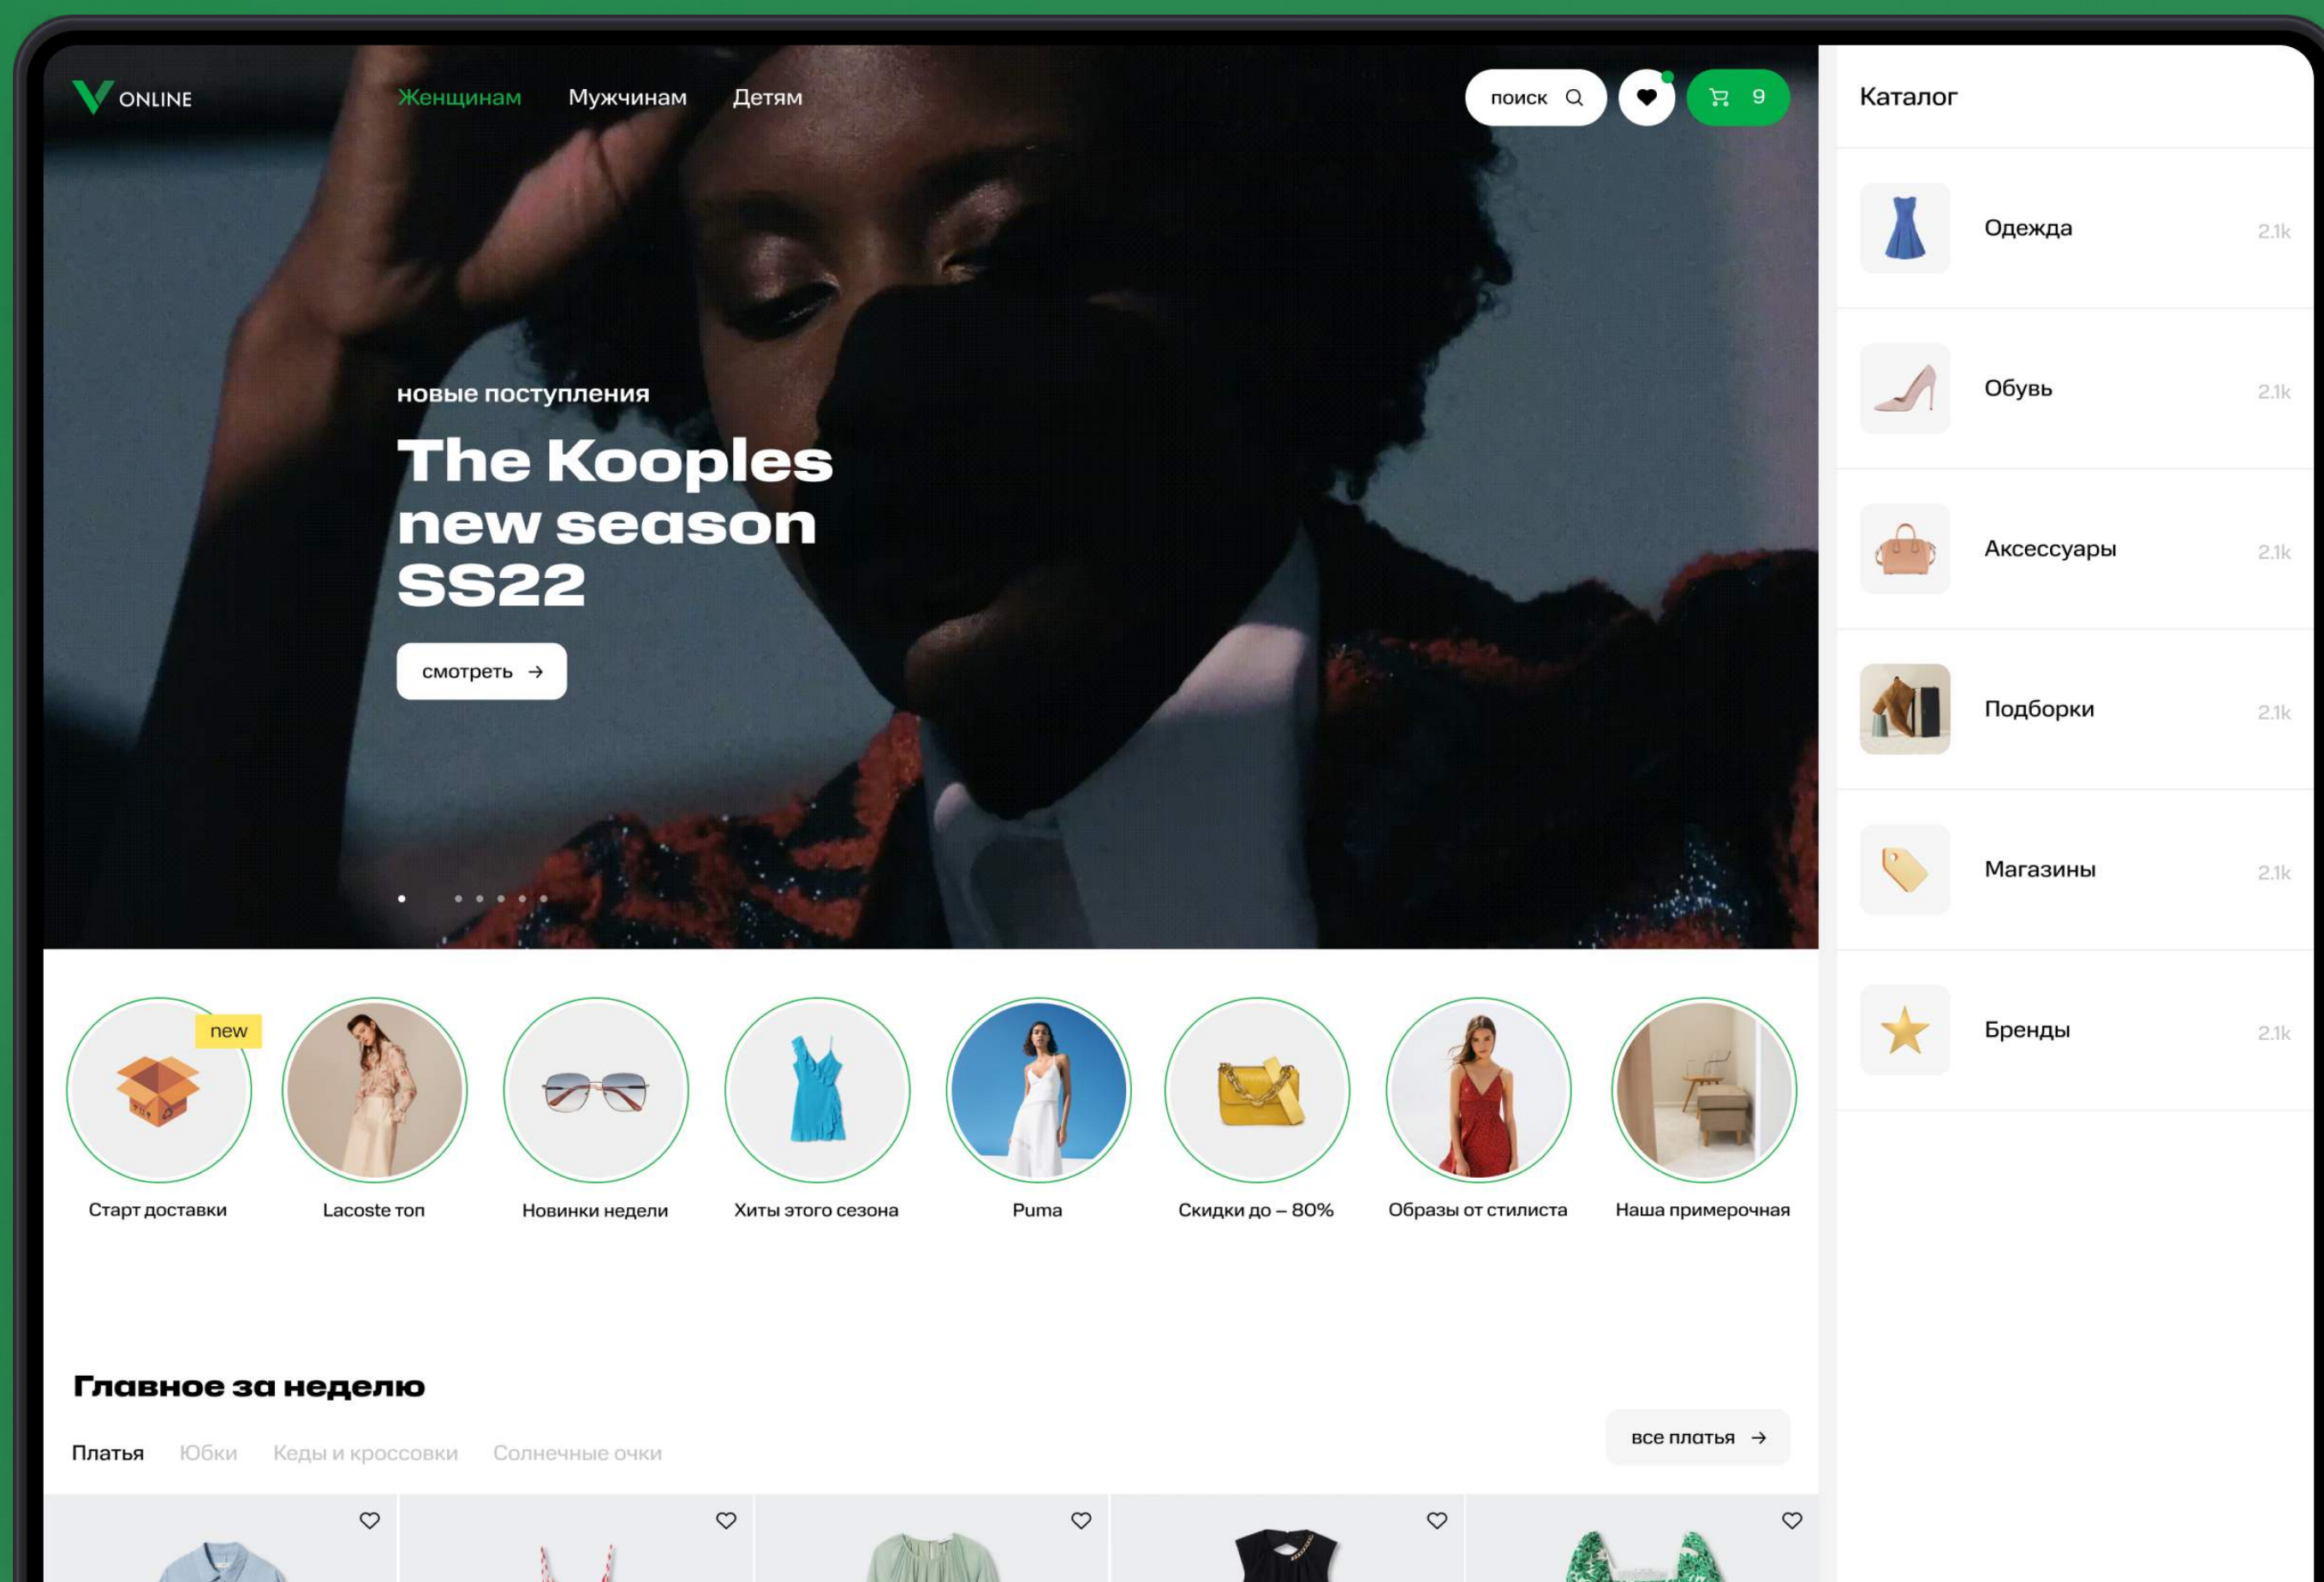 ONLINE
Женщинам
Мужчинам
Детям
поиск
9
новые поступления
The Kooples
new season
SS22
смотреть
Каталог
Одежда
2.1k
Обувь
2.1k
Аксессуары
2.1k
Подборки
2.1k
Магазины
2.1k
Бренды
2.1k
new
Старт доставки
Lacoste топ
Новинки недели
Хиты этого сезона
Puma
Скидки до – 80%
Образы от стилиста
Наша примерочная
Главное за неделю
Платья
Юбки
Кеды и кроссовки
Солнечные очки
все платья